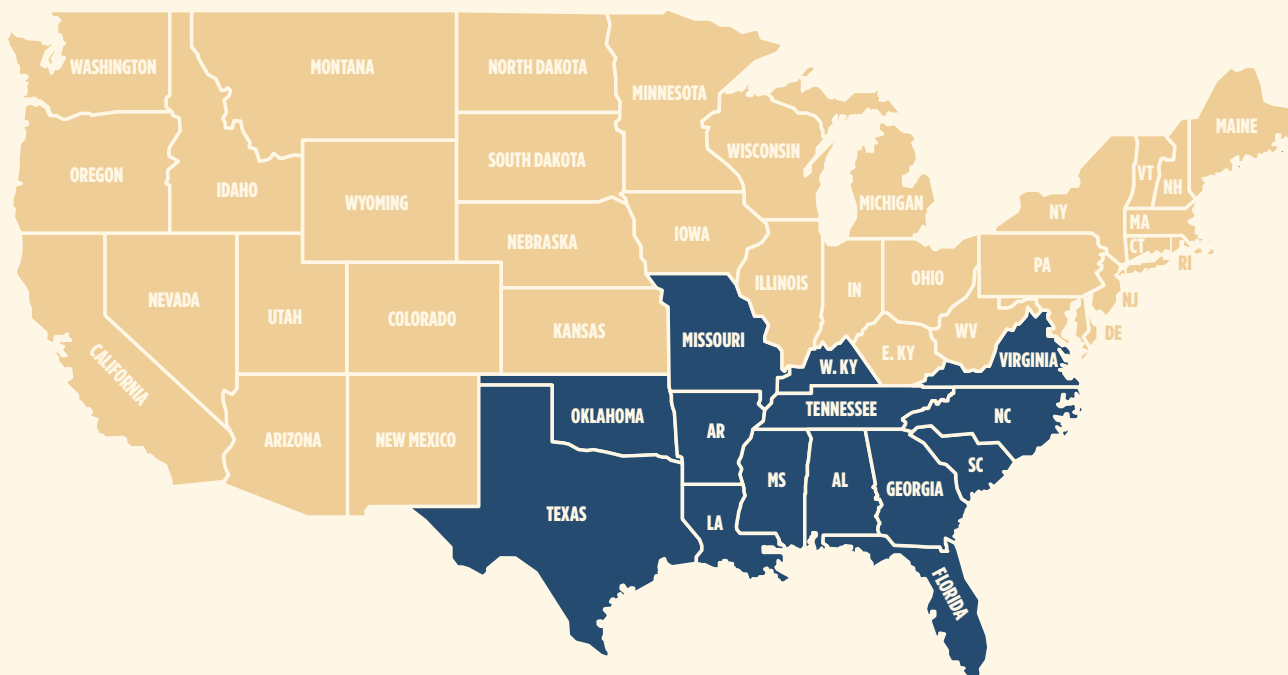 WASHINGTON
MONTANA
NORTH DAKOTA
MINNESOTA
MAINE
WISCONSIN
SOUTH DAKOTA
OREGON
IDAHO
WYOMING
MICHIGAN
VT
NH
NY
MA
IOWA
NEBRASKA
CT
RI
PA
OHIO
ILLINOIS
IN
NEVADA
NJ
UTAH
COLORADO
KANSAS
MISSOURI
WV
DE
E. KY
VIRGINIA
W. KY
CALIFORNIA
TENNESSEE
NC
OKLAHOMA
AR
ARIZONA
NEW MEXICO
SC
MS
AL
GEORGIA
TEXAS
LA
FLORIDA